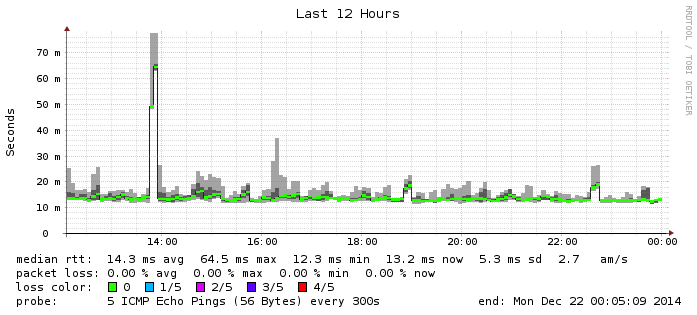 Last 12 Hours
RRDTOOL / TOBI OETIKER
Seconds
70 m
60 m
50 m
40 m
30 m
20 m
10 m
0
14:00 16:00 18:00 20:00 22:00 00:00
median rtt: 14.3 ms avg 64.5 ms max 12.3 ms min 13.2 ms now 5.3 ms sd 2.7 am/s
packet loss: 0.00 % avg 0.00 % max 0.00 % min 0.00 % now
loss color: 0 1/5 2/5 3/5 4/5
probe: 5 ICMP Echo Pings (56 Bytes) every 300s end: Mon Dec 22 00:05:09 2014